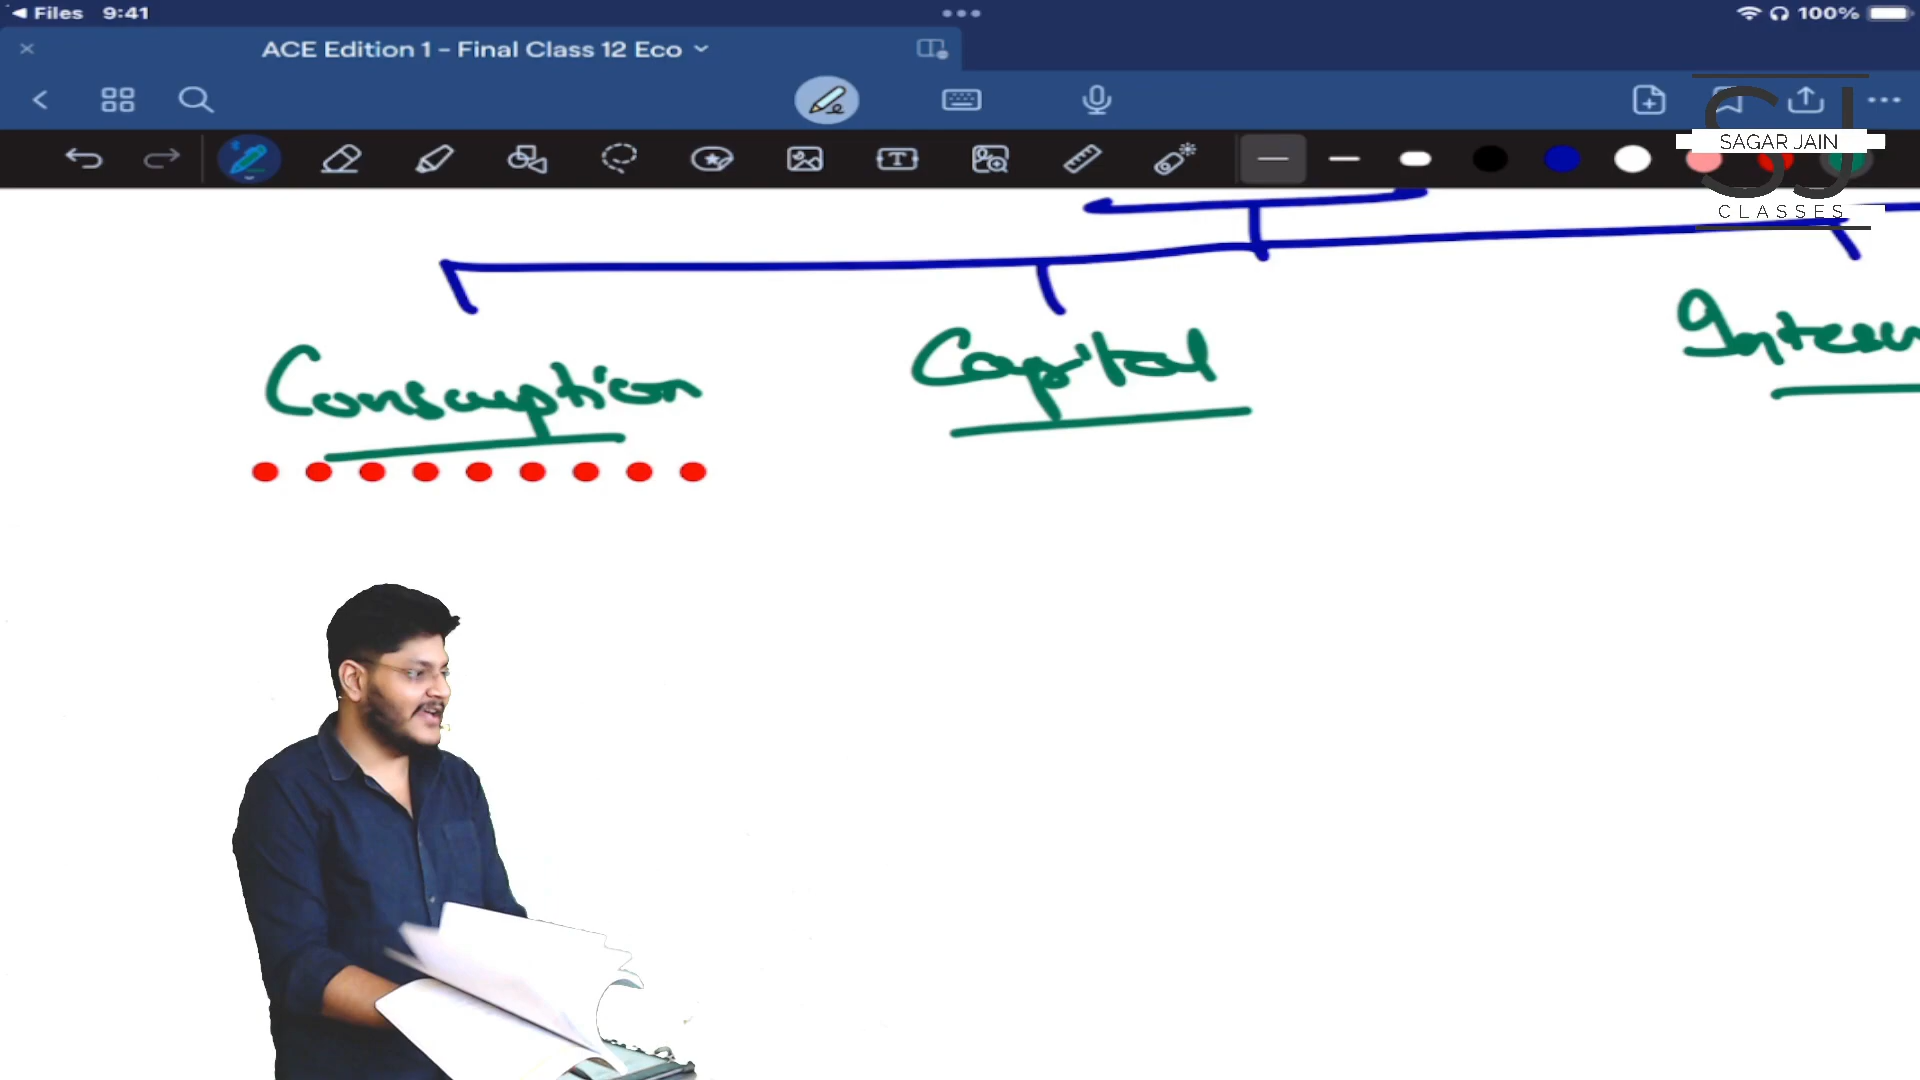 Files 9:41 100%
ACE Edition 1 - Final Class 12 Eco
SAGAR JAIN
CLASSES
Consumption Capital